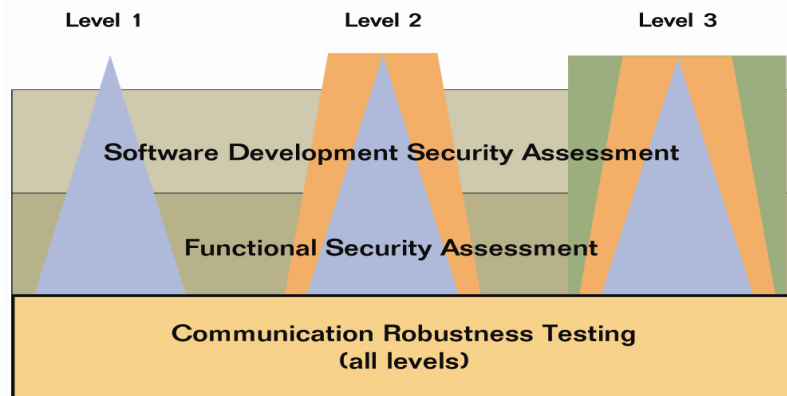 Level 1 Level 2 Level 3
Software Development Security Assessment
Functional Security Assessment
Communication Robustness Testing
(all levels)